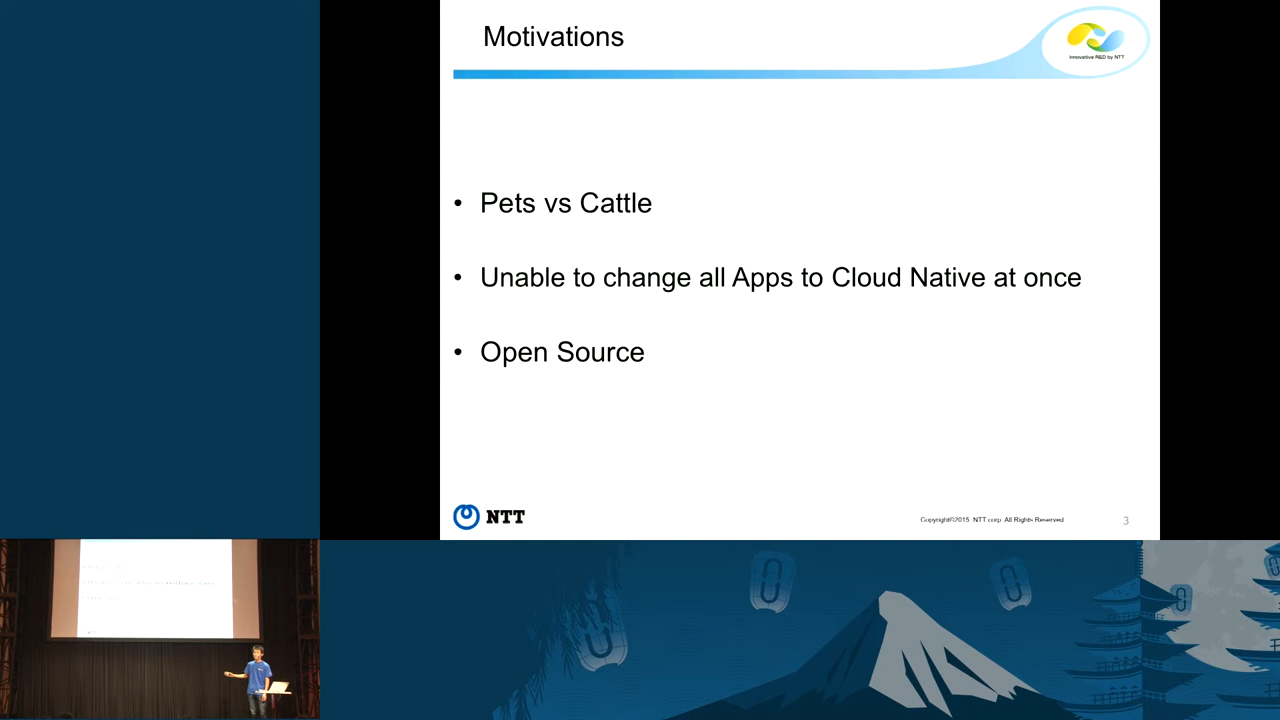 Motivations
Innovative R&D by NTT
• Pets vs Cattle
• Unable to change all Apps to Cloud Native at once
• Open Source
NTT
Copyright©2015 NTT corp. All Rights Reserved.
3